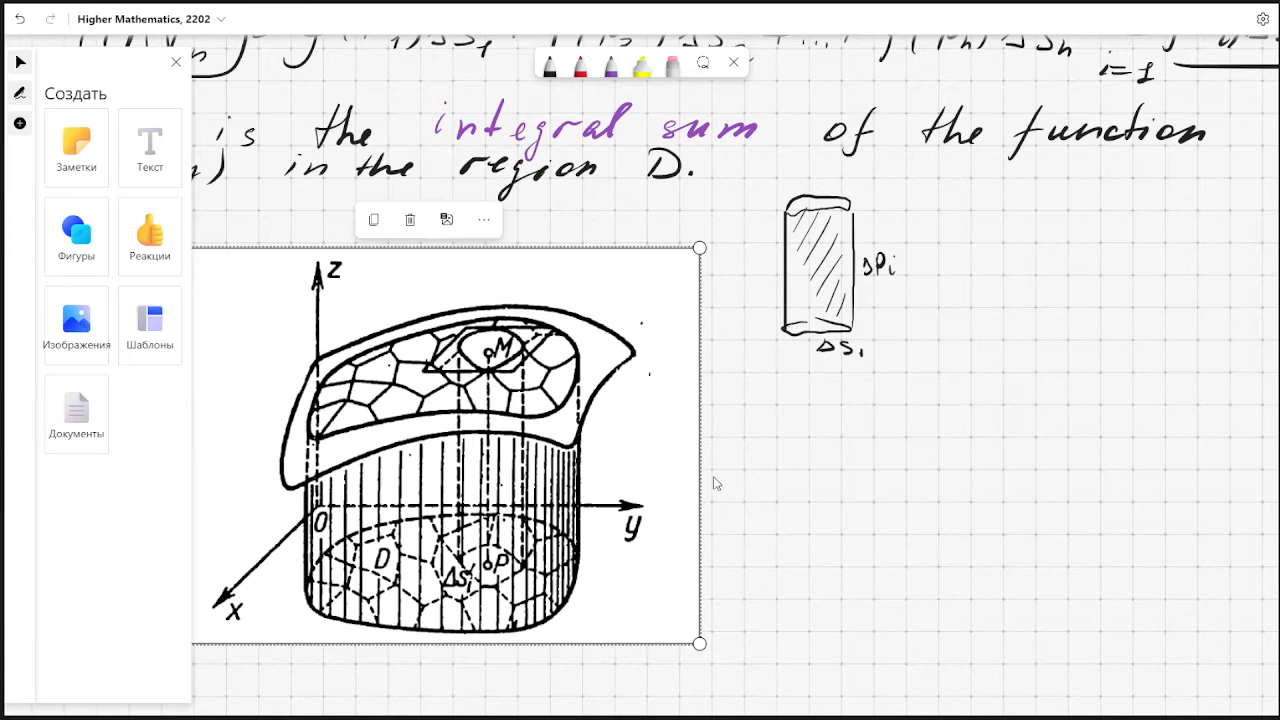 Higher Mathematics, 2202
Создать
Заметки
Текст
Фигуры
Реакции
Изображения
Шаблоны
Документы
i=1
is the integral sum of the function
) in the region D.
ΔPi
ΔS₁
z
M
O
y
D
ΔS
P
x